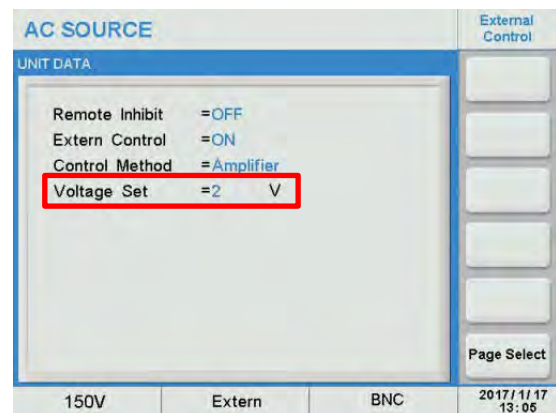 AC SOURCE
External
Control
UNIT DATA
Remote Inhibit =OFF
Extern Control =ON
Control Method =Amplifier
Voltage Set =2 V
Page Select
150V Extern BNC 2017/1/17
13:05